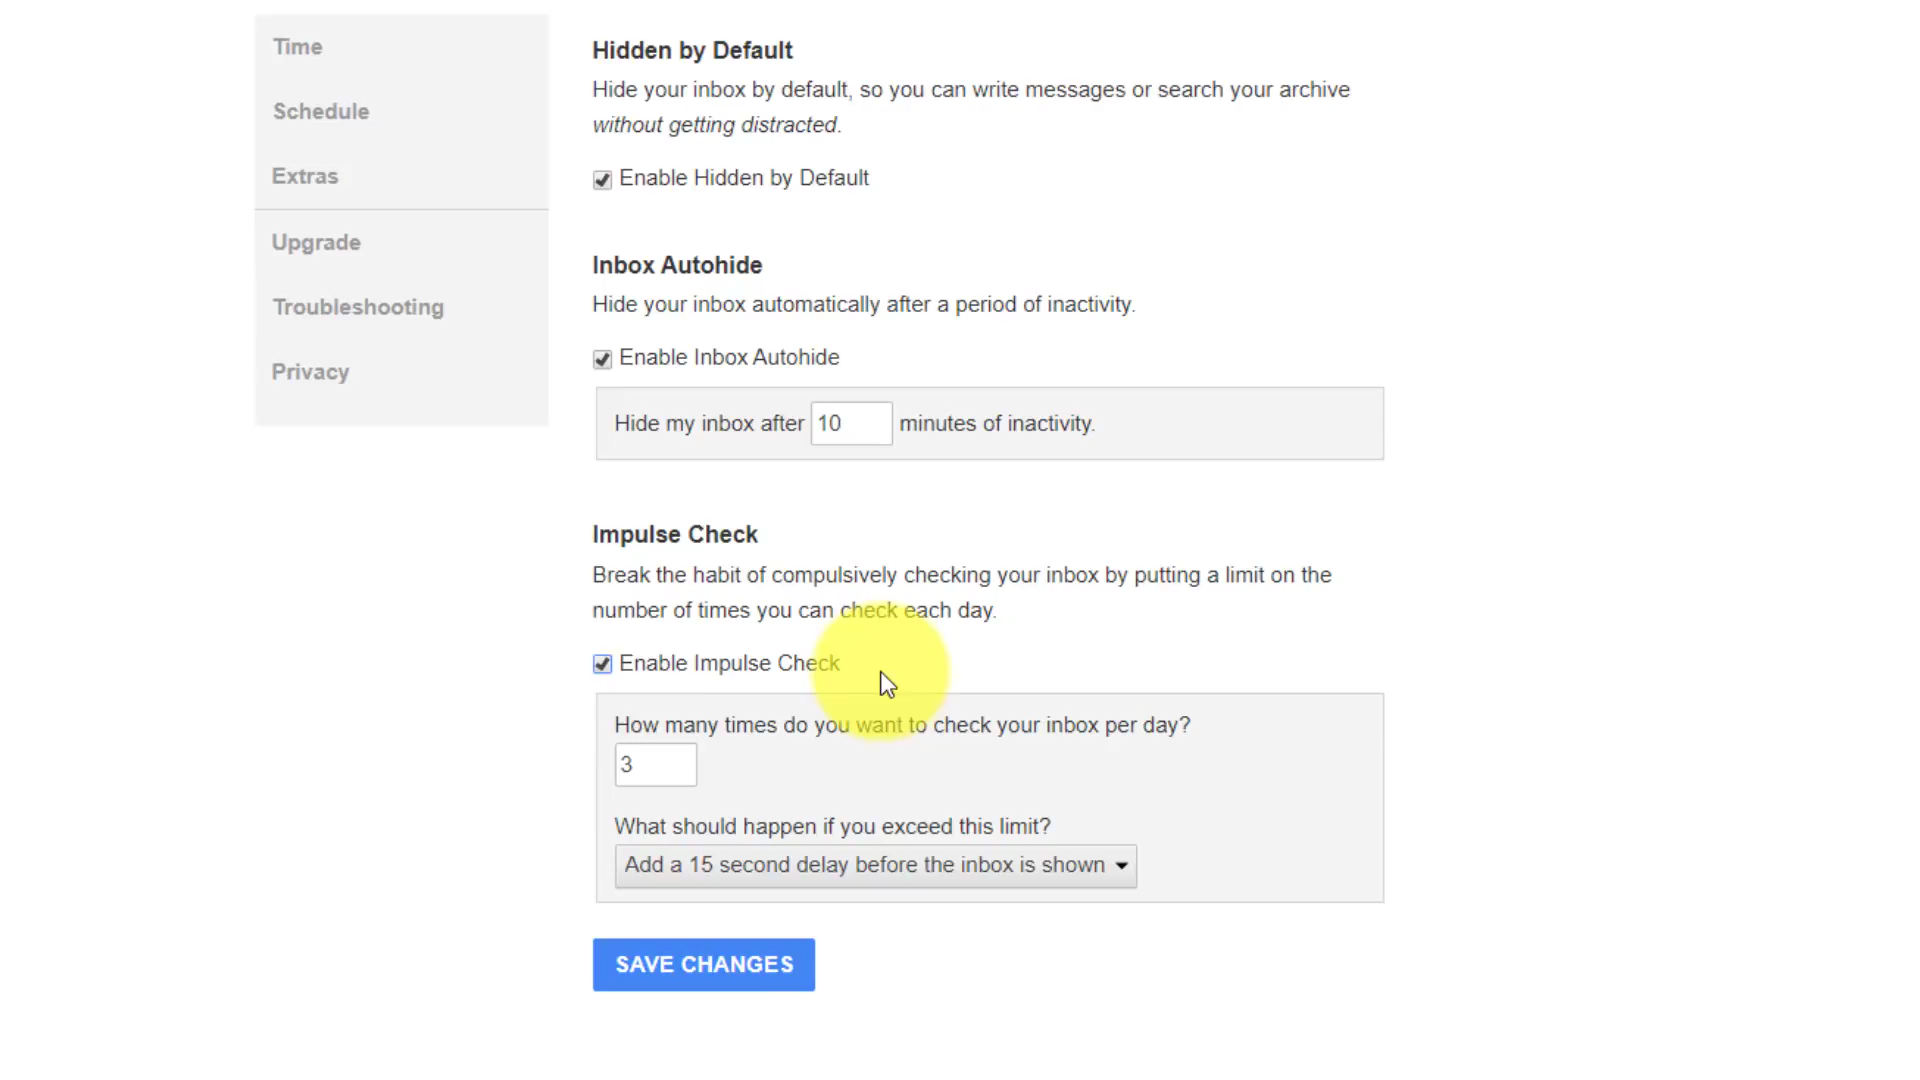 Time
Schedule
Extras
Upgrade
Troubleshooting
Privacy
Hidden by Default
Hide your inbox by default, so you can write messages or search your archive
without getting distracted.
Enable Hidden by Default
Inbox Autohide
Hide your inbox automatically after a period of inactivity.
Enable Inbox Autohide
Hide my inbox after 10 minutes of inactivity.
Impulse Check
Break the habit of compulsively checking your inbox by putting a limit on the
number of times you can check each day.
Enable Impulse Check
How many times do you want to check your inbox per day?
3
What should happen if you exceed this limit?
Add a 15 second delay before the inbox is shown
SAVE CHANGES